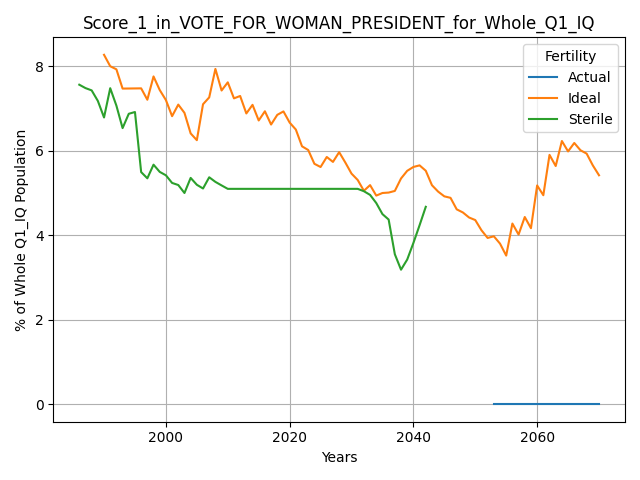 Score_1_in_VOTE_FOR_WOMAN_PRESIDENT_for_Whole_Q1_IQ
Fertility
Actual
Ideal
Sterile
% of Whole Q1_IQ Population
8
6
4
2
0
2000
2020
2040
2060
Years